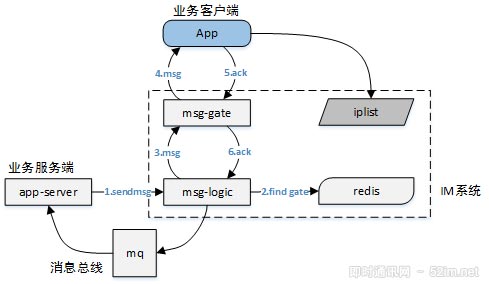 业务客户端
App
4.msg
5.ack
msg-gate
iplist
3.msg
6.ack
业务服务端
app-server
1.sendmsg
msg-logic
2.find gate
redis
IM系统
mq
消息总线
即时通讯网 - 52im.net